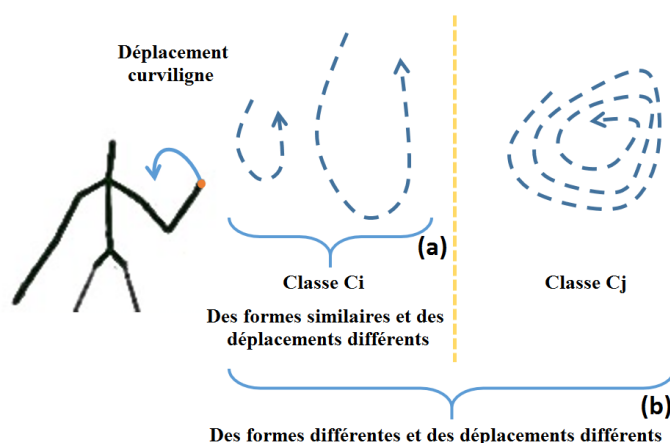 Déplacement
curviligne
(a)
Classe Ci
Des formes similaires et des
déplacements différents
Classe Cj
(b)
Des formes différentes et des déplacements différents